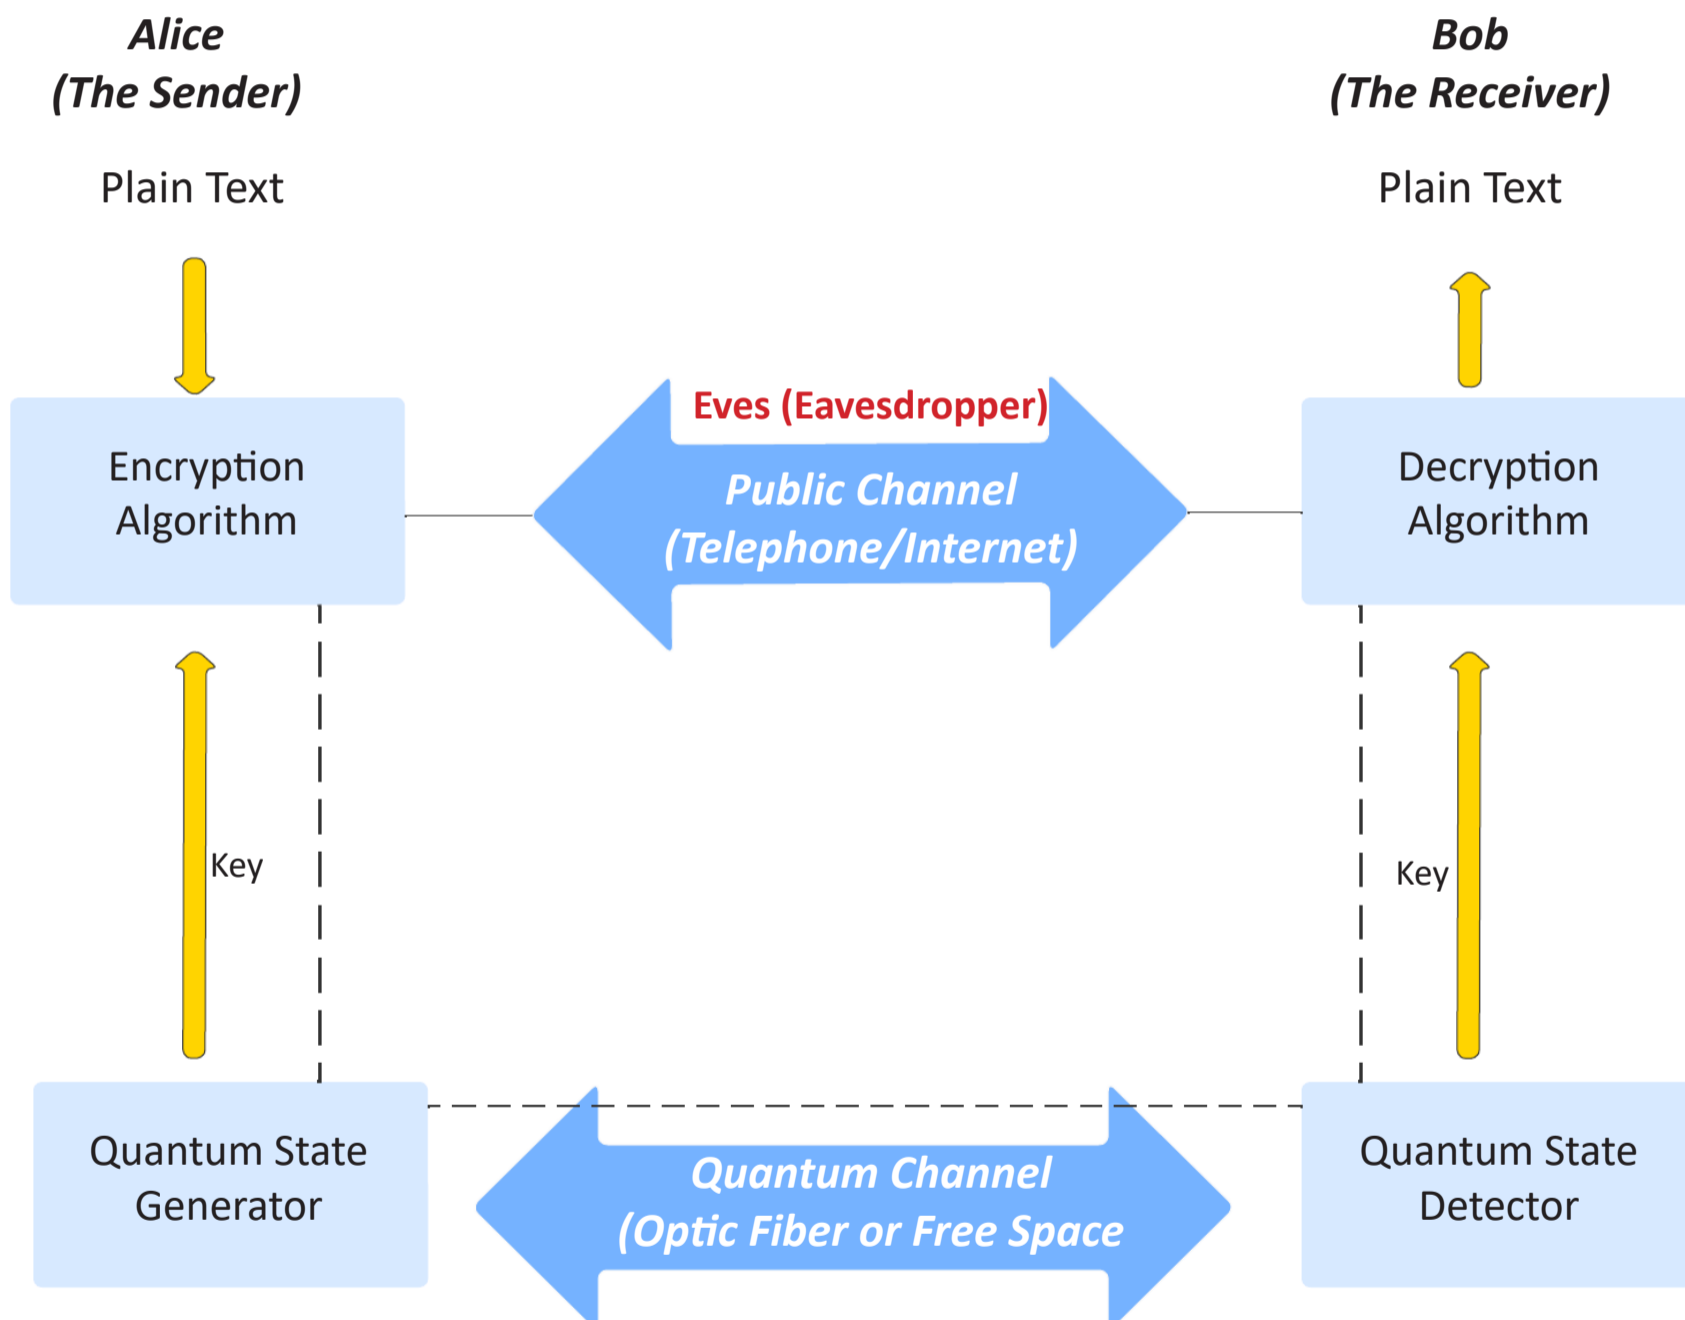 Alice
(The Sender)
Bob
(The Receiver)
Plain Text
Plain Text
Eves (Eavesdropper)
Encryption
Algorithm
Public Channel
(Telephone/Internet)
Decryption
Algorithm
Key
Key
Quantum State
Generator
Quantum Channel
(Optic Fiber or Free Space
Quantum State
Detector